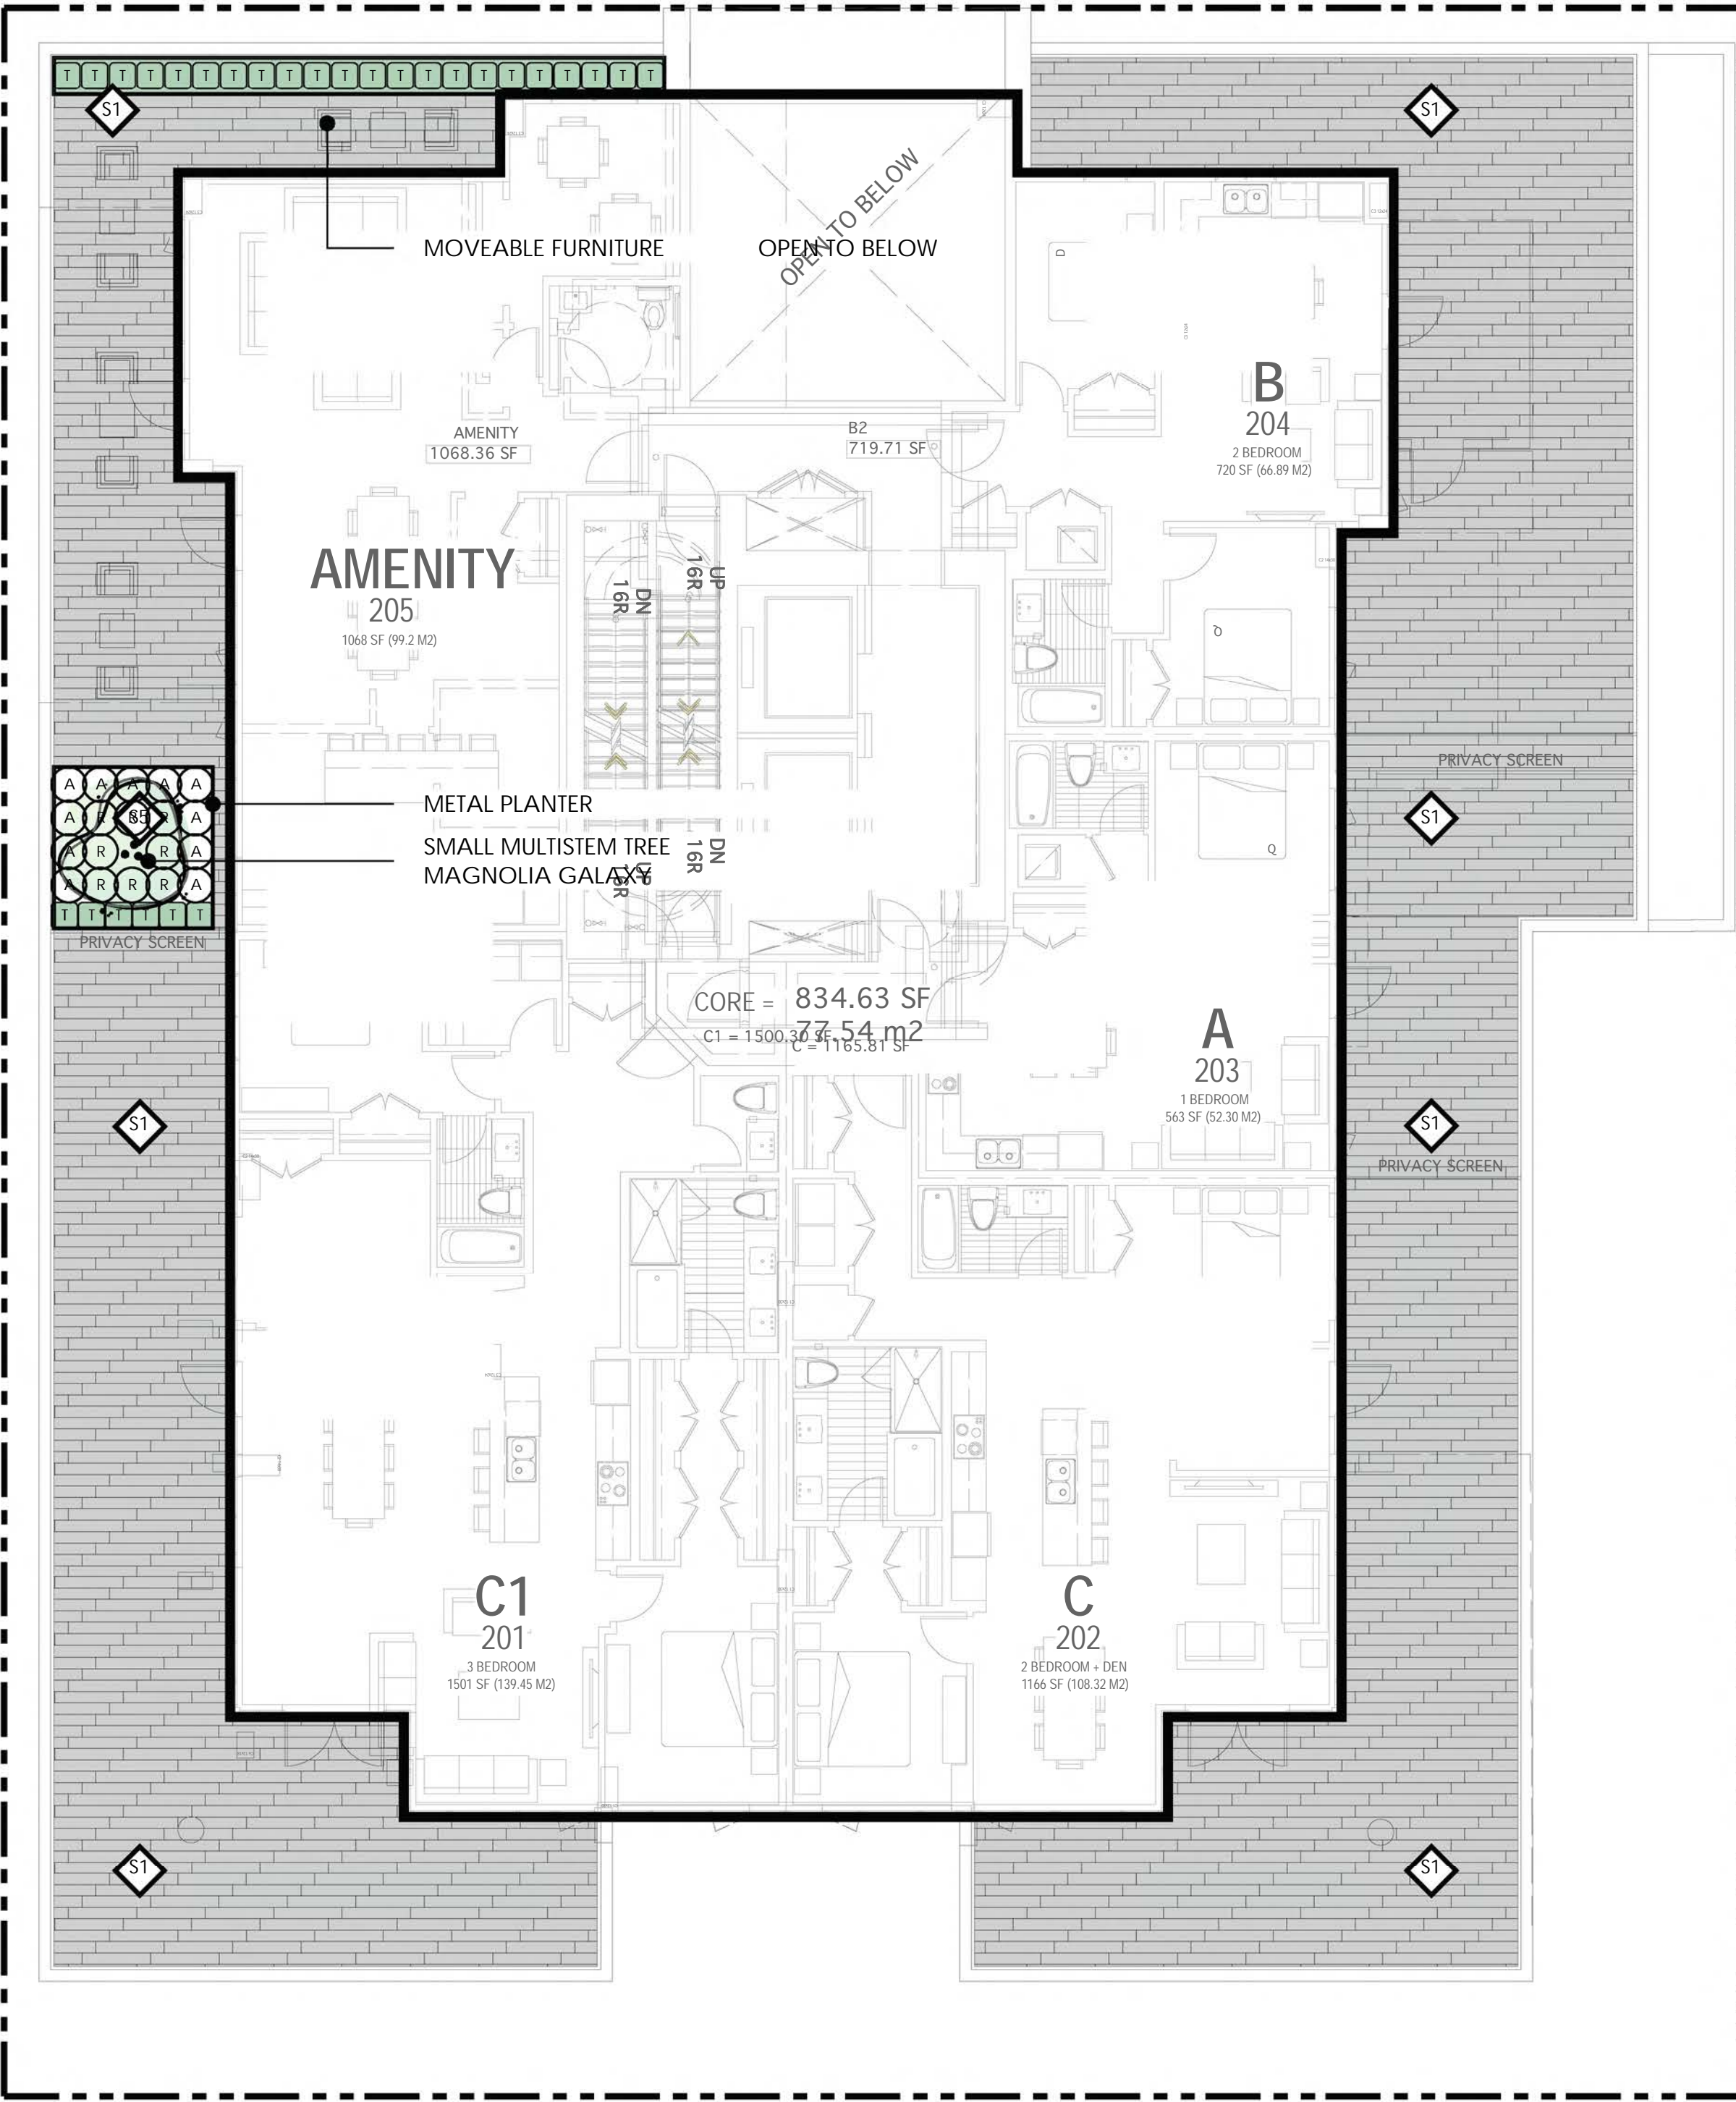 T T T T T T T T T T T T T T T T T T T T T T
S1
S1
OPEN TO BELOW
MOVEABLE FURNITURE
OPEN TO BELOW
D
B
204
2 BEDROOM
720 SF (66.89 M2)
AMENITY
1068.36 SF
B2
719.71 SF
AMENITY
205
1068 SF (99.2 M2)
UP
16R
DN
16R
Q
PRIVACY SCREEN
A A A A A
METAL PLANTER
A R R R A
S5
S1
SMALL MULTISTEM TREE
MAGNOLIA GALAXY
A R R A
A R R R A
T T T T T T
DN
16R
UP
16R
Q
PRIVACY SCREEN
CORE = 834.63 SF
77.54 m2
C1 = 1500.30 SF
C = 1165.81 SF
A
203
1 BEDROOM
563 SF (52.30 M2)
S1
S1
PRIVACY SCREEN
C1
201
3 BEDROOM
1501 SF (139.45 M2)
C
202
2 BEDROOM + DEN
1166 SF (108.32 M2)
S1
S1